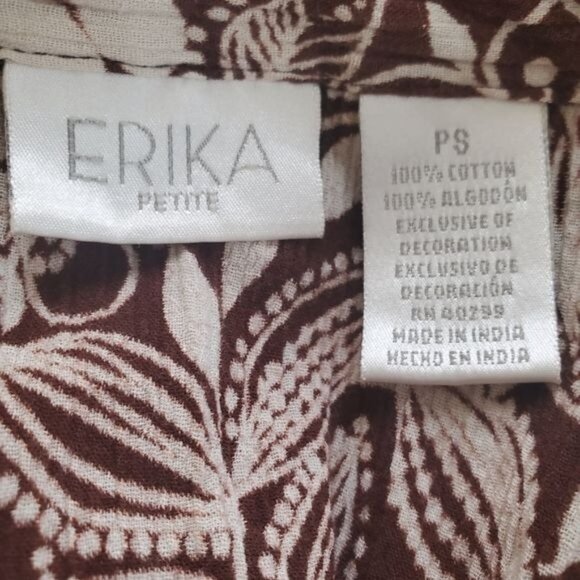 ERIKA
PETITE
PS
100% COTTON
100% ALGODÓN
EXCLUSIVE OF
DECORATION
EXCLUSIVO DE
DECORACIÓN
RN 40299
MADE IN INDIA
HECHO EN INDIA